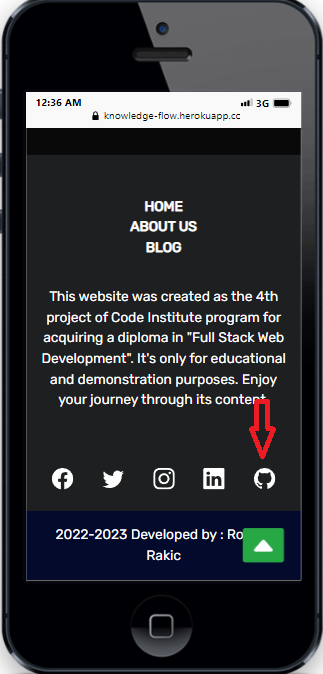 12:36 AM 3G
knowledge-flow.herokuapp.cc
HOME
ABOUT US
BLOG
This website was created as the 4th
project of Code Institute program for
acquiring a diploma in "Full Stack Web
Development". It's only for educational
and demonstration purposes. Enjoy
your journey through its content.
2022-2023 Developed by : Ro
Rakic